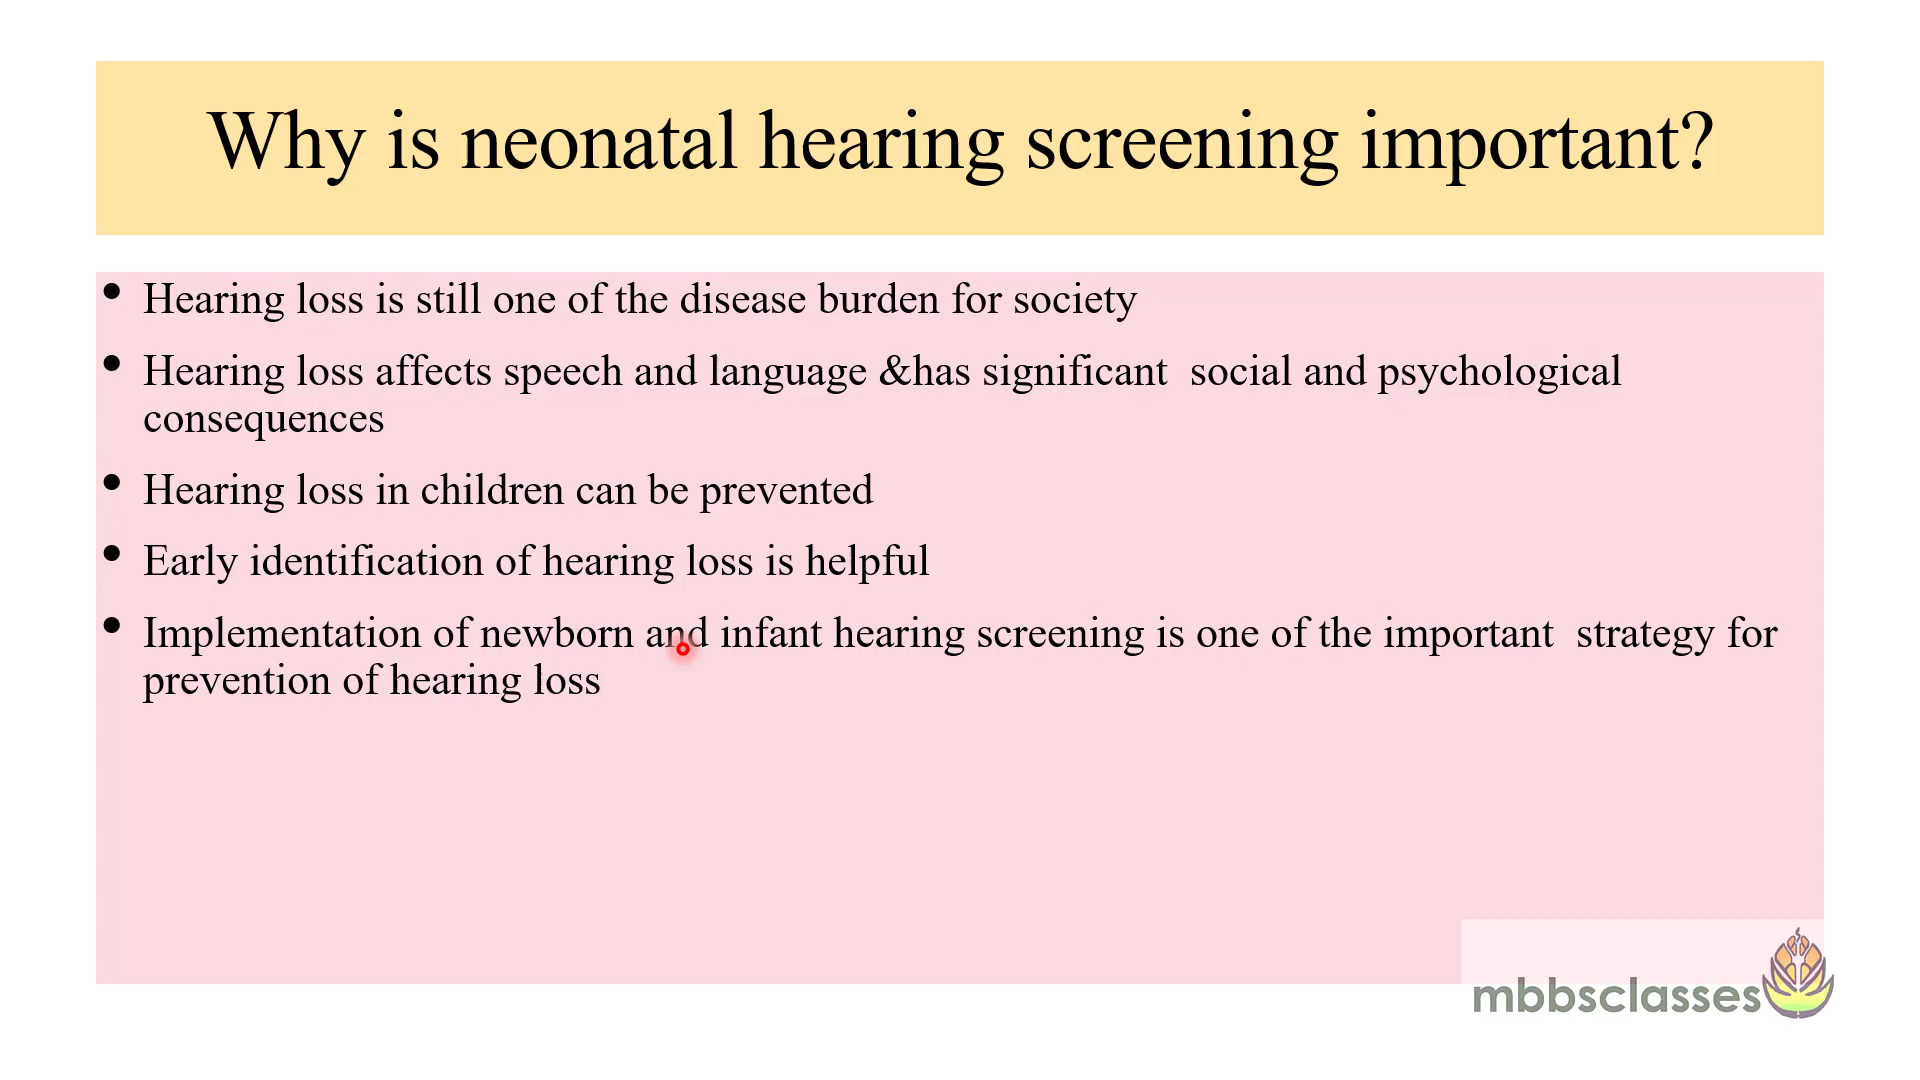 Why is neonatal hearing screening important?
• Hearing loss is still one of the disease burden for society
• Hearing loss affects speech and language &has significant  social and psychological
consequences
• Hearing loss in children can be prevented
• Early identification of hearing loss is helpful
• Implementation of newborn and infant hearing screening is one of the important  strategy for
prevention of hearing loss
mbbsclasses